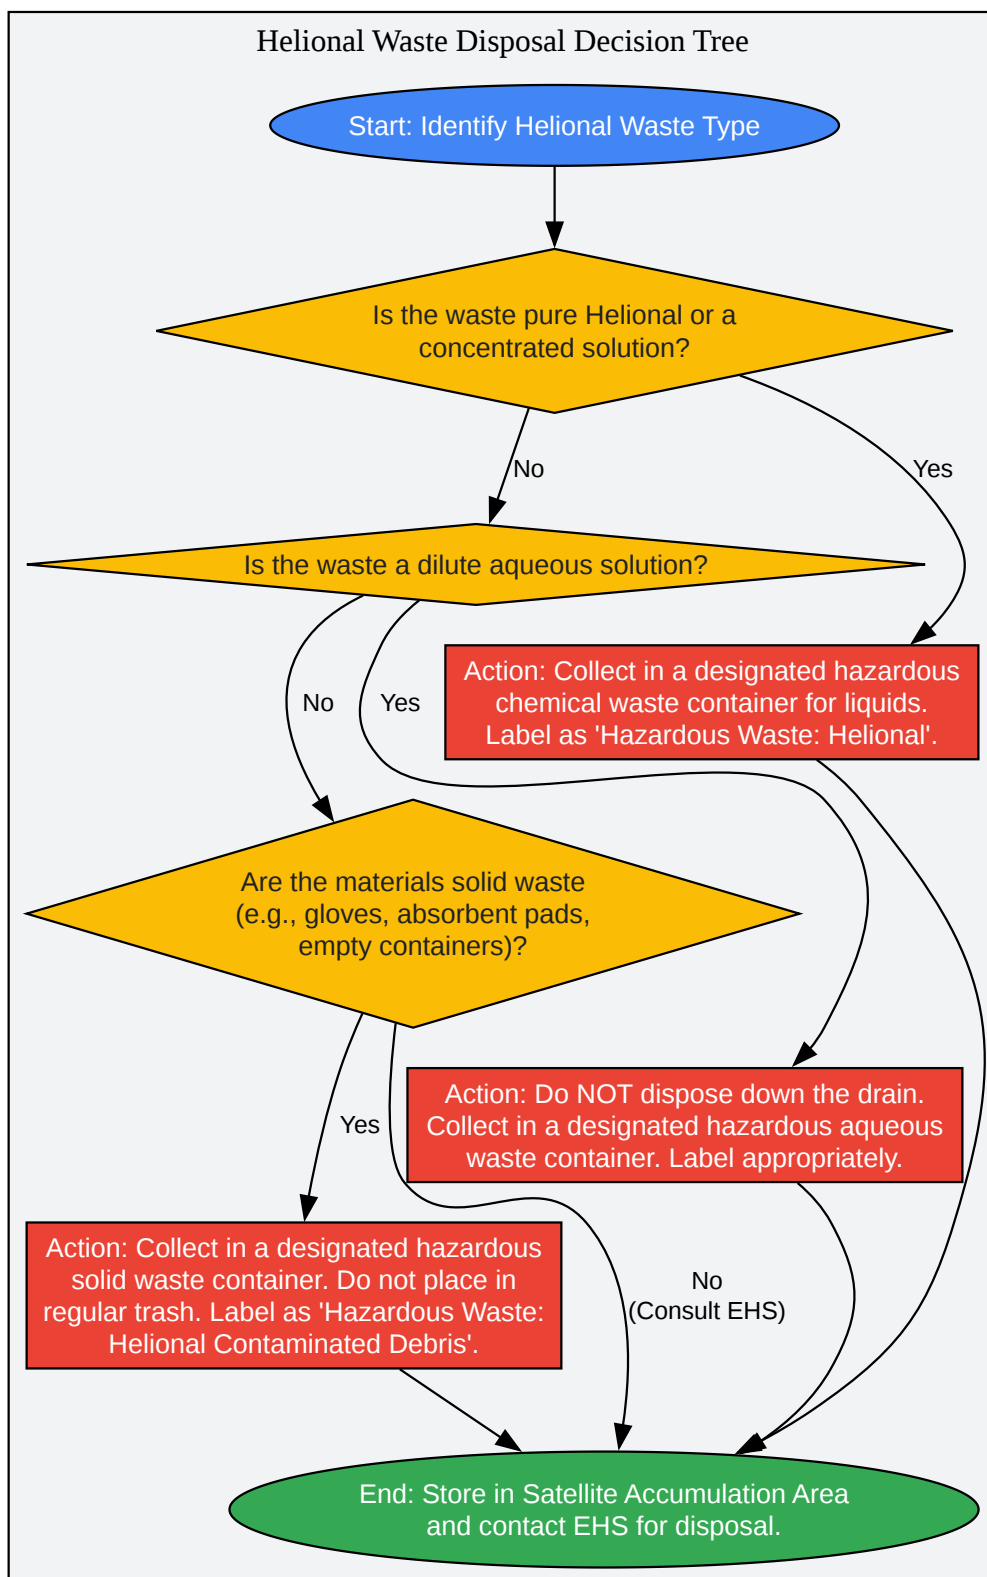 Helional Waste Disposal Decision Tree
Start: Identify Helional Waste Type
Is the waste pure Helional or a
concentrated solution?
No
Yes
Is the waste a dilute aqueous solution?
Action: Collect in a designated hazardous
chemical waste container for liquids.
Label as 'Hazardous Waste: Helional'.
No
Yes
Are the materials solid waste
(e.g., gloves, absorbent pads,
empty containers)?
Action: Do NOT dispose down the drain.
Collect in a designated hazardous aqueous
waste container. Label appropriately.
Yes
Action: Collect in a designated hazardous
solid waste container. Do not place in
regular trash. Label as 'Hazardous Waste:
Helional Contaminated Debris'.
No
(Consult EHS)
End: Store in Satellite Accumulation Area
and contact EHS for disposal.